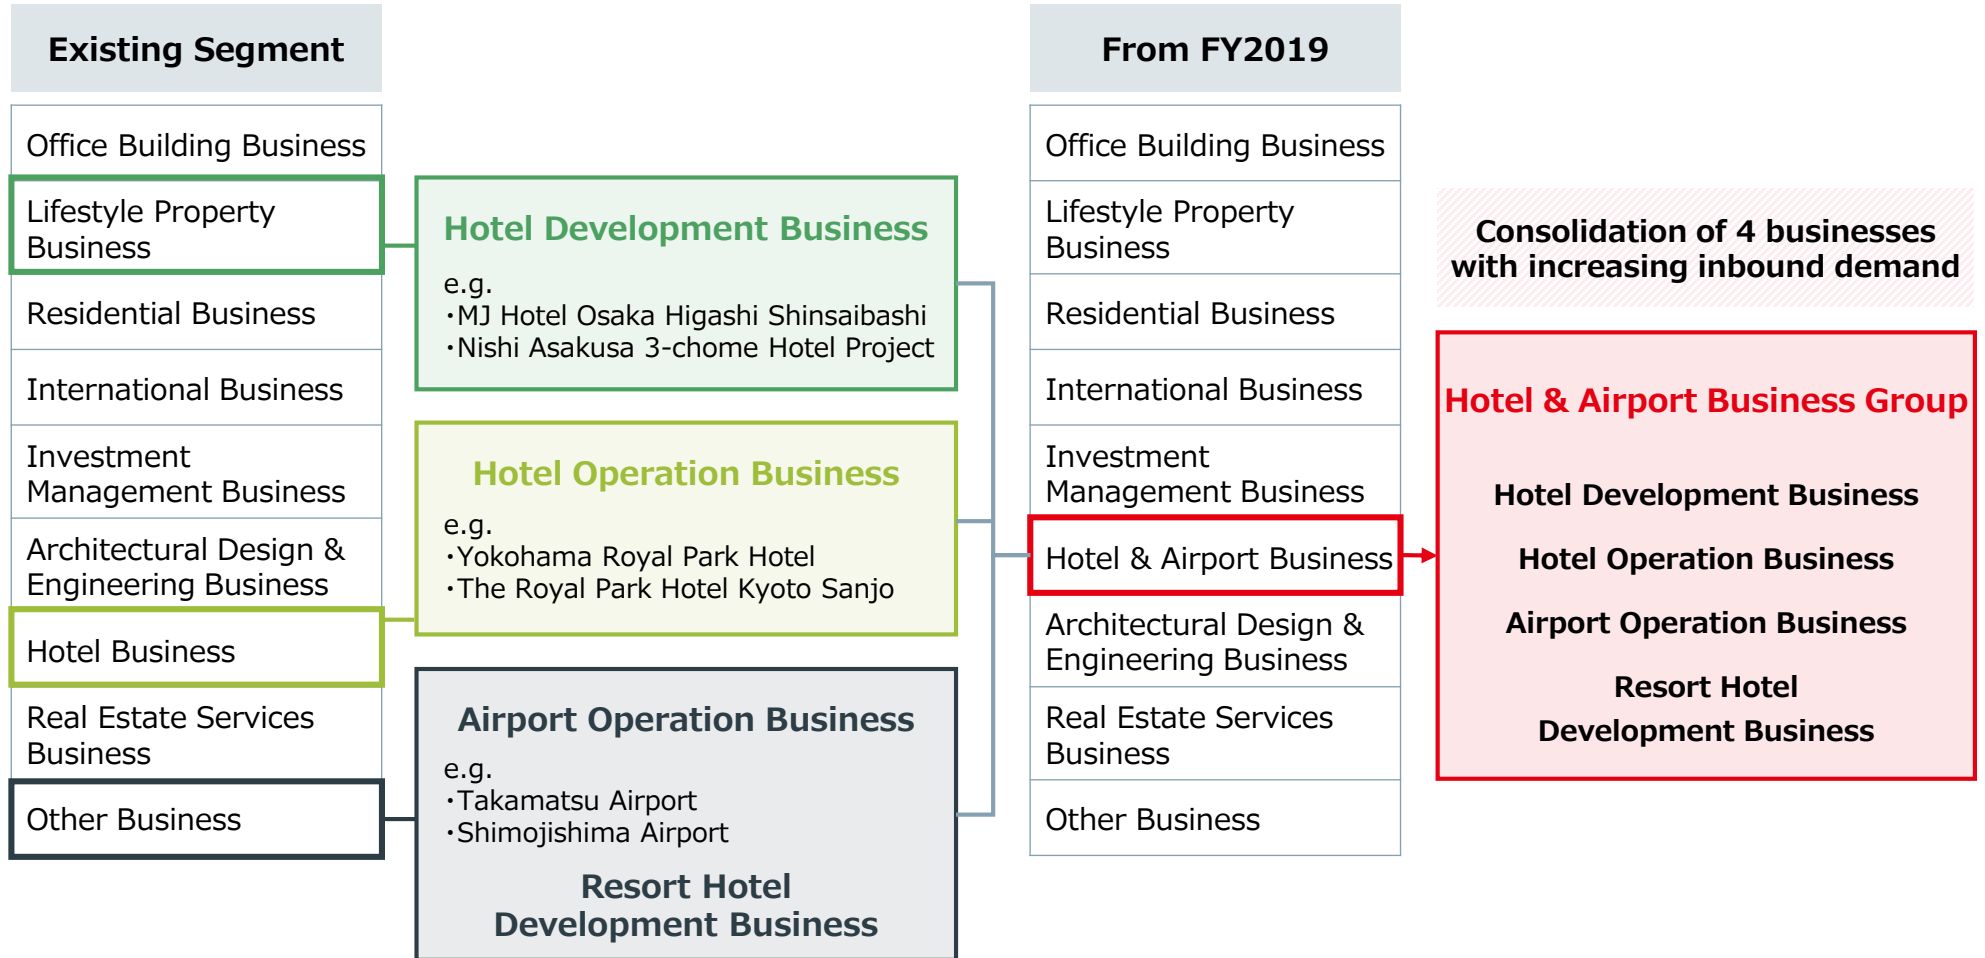 Existing Segment
Office Building Business
Lifestyle Property
Business
Residential Business
International Business
Investment
Management Business
Architectural Design &
Engineering Business
Hotel Business
Real Estate Services
Business
Other Business
Hotel Development Business
e.g.
・MJ Hotel Osaka Higashi Shinsaibashi
・Nishi Asakusa 3-chome Hotel Project
Hotel Operation Business
e.g.
・Yokohama Royal Park Hotel
・The Royal Park Hotel Kyoto Sanjo
Airport Operation Business
e.g.
・Takamatsu Airport
・Shimojishima Airport
Resort Hotel
Development Business
From FY2019
Office Building Business
Lifestyle Property
Business
Residential Business
International Business
Investment
Management Business
Hotel & Airport Business
Architectural Design &
Engineering Business
Real Estate Services
Business
Other Business
Consolidation of 4 businesses
with increasing inbound demand
Hotel & Airport Business Group
Hotel Development Business
Hotel Operation Business
Airport Operation Business
Resort Hotel
Development Business